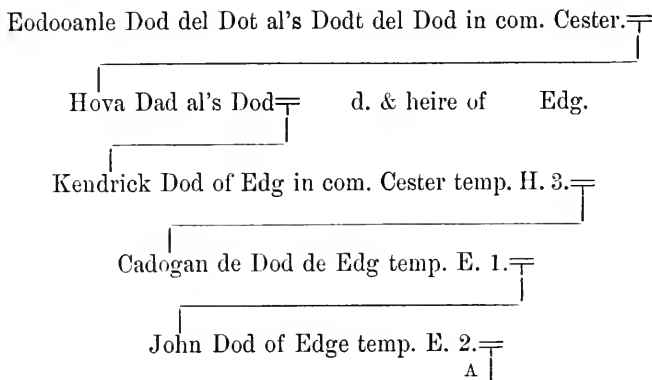 Eodooanle Dod del Dot al's Dodt del Dod in com. Cester.
Hova Dad al's Dod d. & heire of Edg.
Kendrick Dod of Edg in com. Cester temp. H. 3.
Cadogan de Dod de Edg temp. E. 1.
John Dod of Edge temp. E. 2.
A